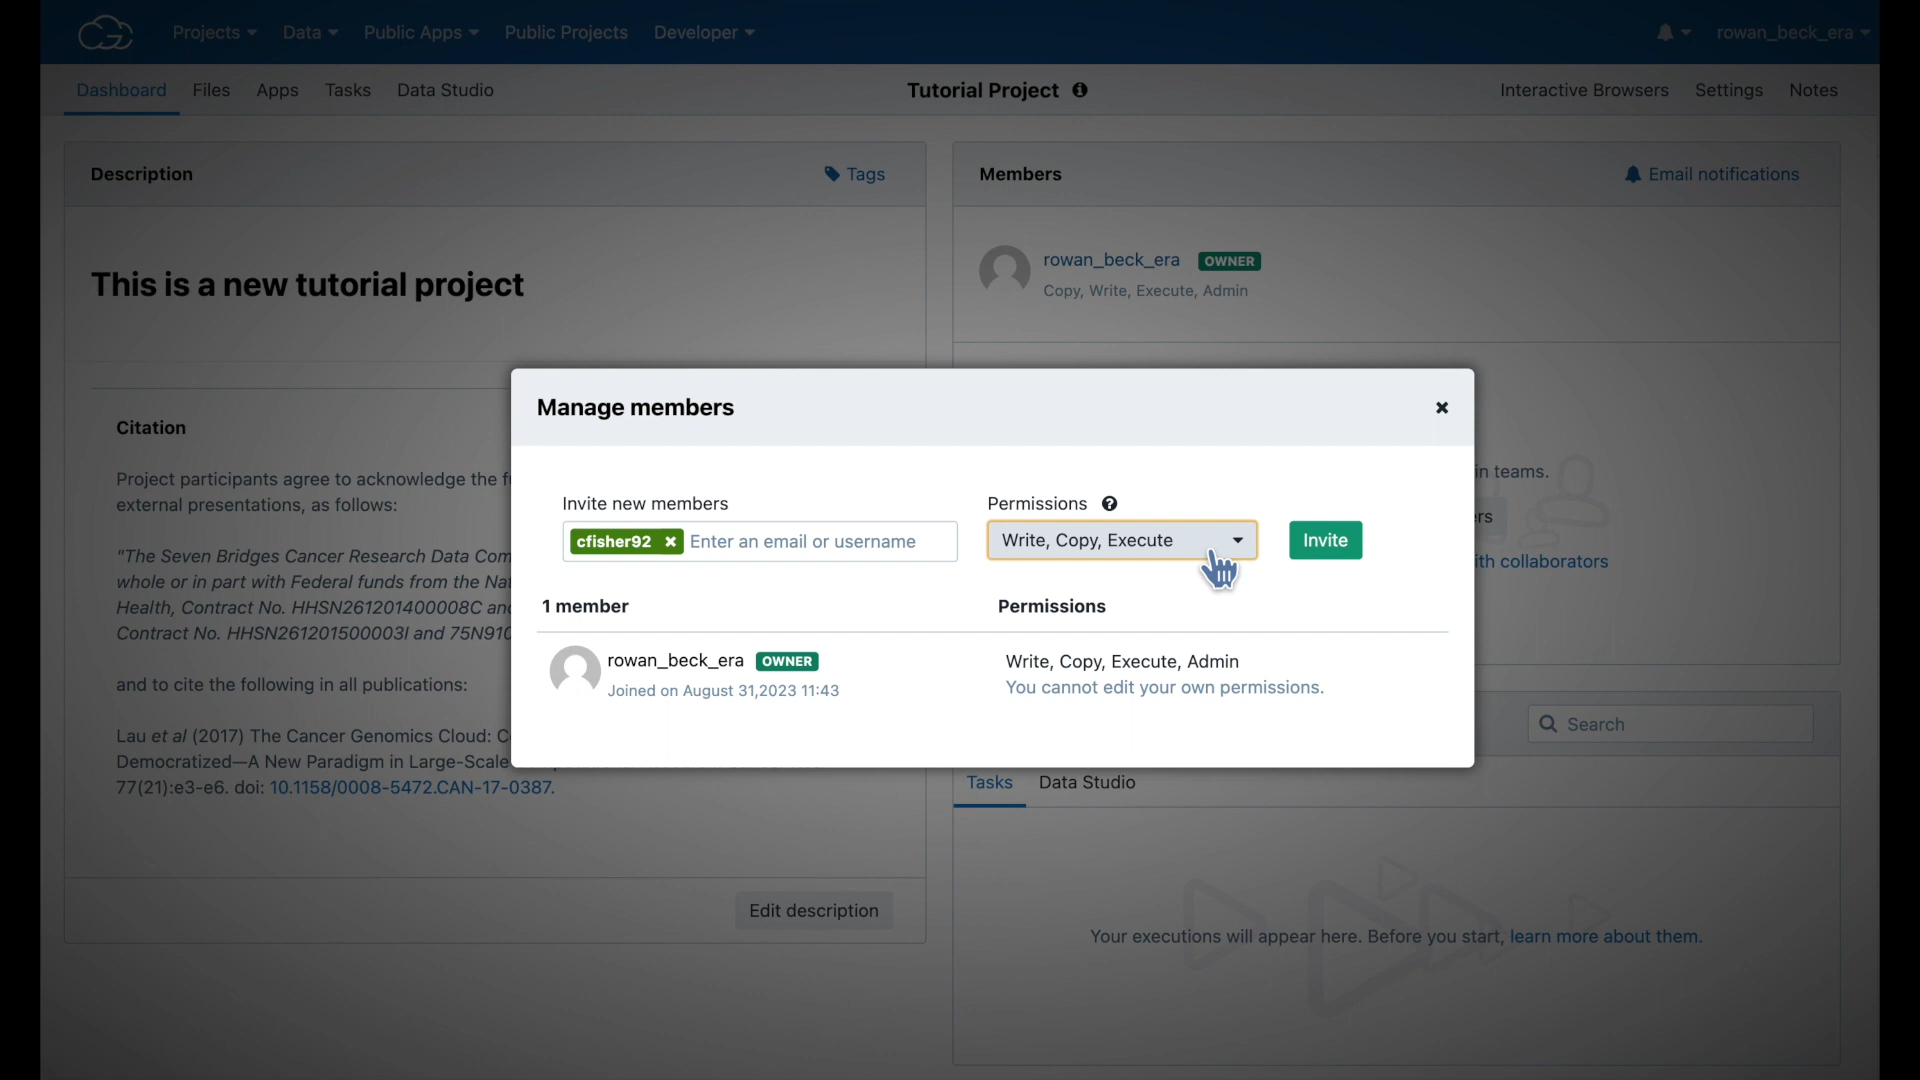 Projects Data Public Apps Public Projects Developer rowan_beck_era
Dashboard Files Apps Tasks Data Studio Tutorial Project Interactive Browsers Settings Notes
Description Tags
This is a new tutorial project
Citation
Project participants agree to acknowledge the
external presentations, as follows:
"The Seven Bridges Cancer Research Data
whole or in part with Federal funds from the
Health, Contract No. HHSN261201400008C
Contract No. HHSN261201500003I and
and to cite the following in all publications:
Lau et al (2017) The Cancer Genomics Cloud:
Democratized—A New Paradigm in Large-Scale
77(21):e3-e6. doi: 10.1158/0008-5472.CAN-17-0387.
Edit description
Members Email notifications
rowan_beck_era OWNER
Copy, Write, Execute, Admin
in teams.
with collaborators
Manage members
Invite new members Permissions
cfisher92 Enter an email or username Write, Copy, Execute Invite
1 member Permissions
rowan_beck_era OWNER Write, Copy, Execute, Admin
Joined on August 31,2023 11:43 You cannot edit your own permissions.
Search
Tasks Data Studio
Your executions will appear here. Before you start, learn more about them.